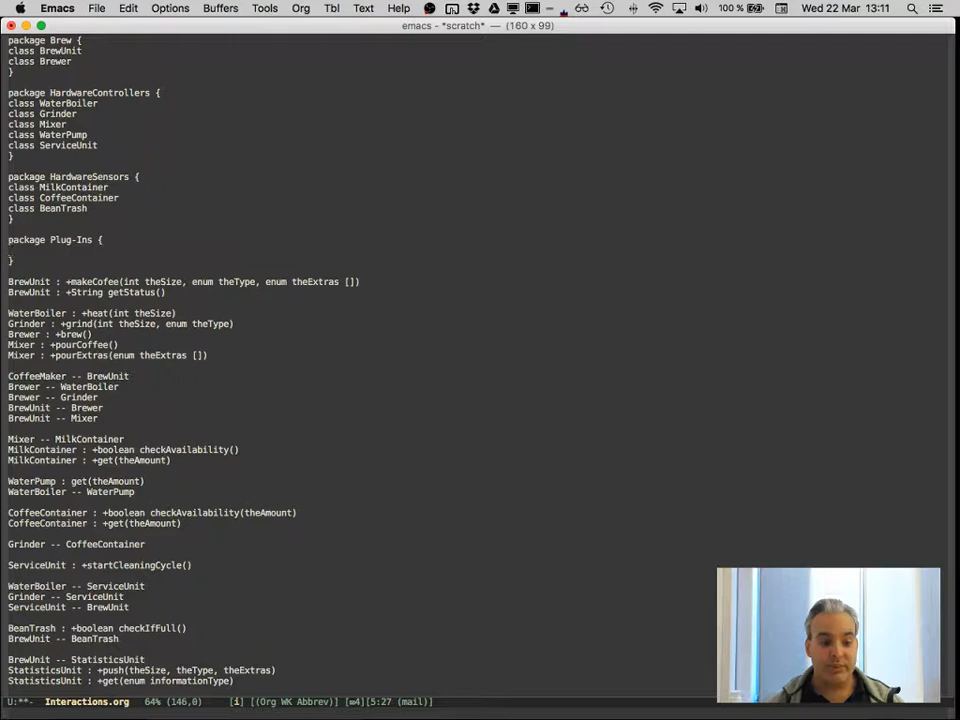 Emacs File Edit Options Buffers Tools Org Tbl Text Help 100 % Wed 22 Mar 13:11
emacs - *scratch* — (160 x 99)
package Brew {
class BrewUnit
class Brewer
}
package HardwareControllers {
class WaterBoiler
class Grinder
class Mixer
class WaterPump
class ServiceUnit
}
package HardwareSensors {
class MilkContainer
class CoffeeContainer
class BeanTrash
}
package Plug-Ins {
}
BrewUnit : +makeCofee(int theSize, enum theType, enum theExtras [])
BrewUnit : +String getStatus()
WaterBoiler : +heat(int theSize)
Grinder : +grind(int theSize, enum theType)
Brewer : +brew()
Mixer : +pourCoffee()
Mixer : +pourExtras(enum theExtras [])
CoffeeMaker -- BrewUnit
Brewer -- WaterBoiler
Brewer -- Grinder
BrewUnit -- Brewer
BrewUnit -- Mixer
Mixer -- MilkContainer
MilkContainer : +boolean checkAvailability()
MilkContainer : +get(theAmount)
WaterPump : get(theAmount)
WaterBoiler -- WaterPump
CoffeeContainer : +boolean checkAvailability(theAmount)
CoffeeContainer : +get(theAmount)
Grinder -- CoffeeContainer
ServiceUnit : +startCleaningCycle()
WaterBoiler -- ServiceUnit
Grinder -- ServiceUnit
ServiceUnit -- BrewUnit
BeanTrash : +boolean checkIfFull()
BrewUnit -- BeanTrash
BrewUnit -- StatisticsUnit
StatisticsUnit : +push(theSize, theType, theExtras)
StatisticsUnit : +get(enum informationType)
U:**- Interactions.org 64% (146,0) [i] [(Org WK Abbrev)] [✉4][5:27 (mail)]